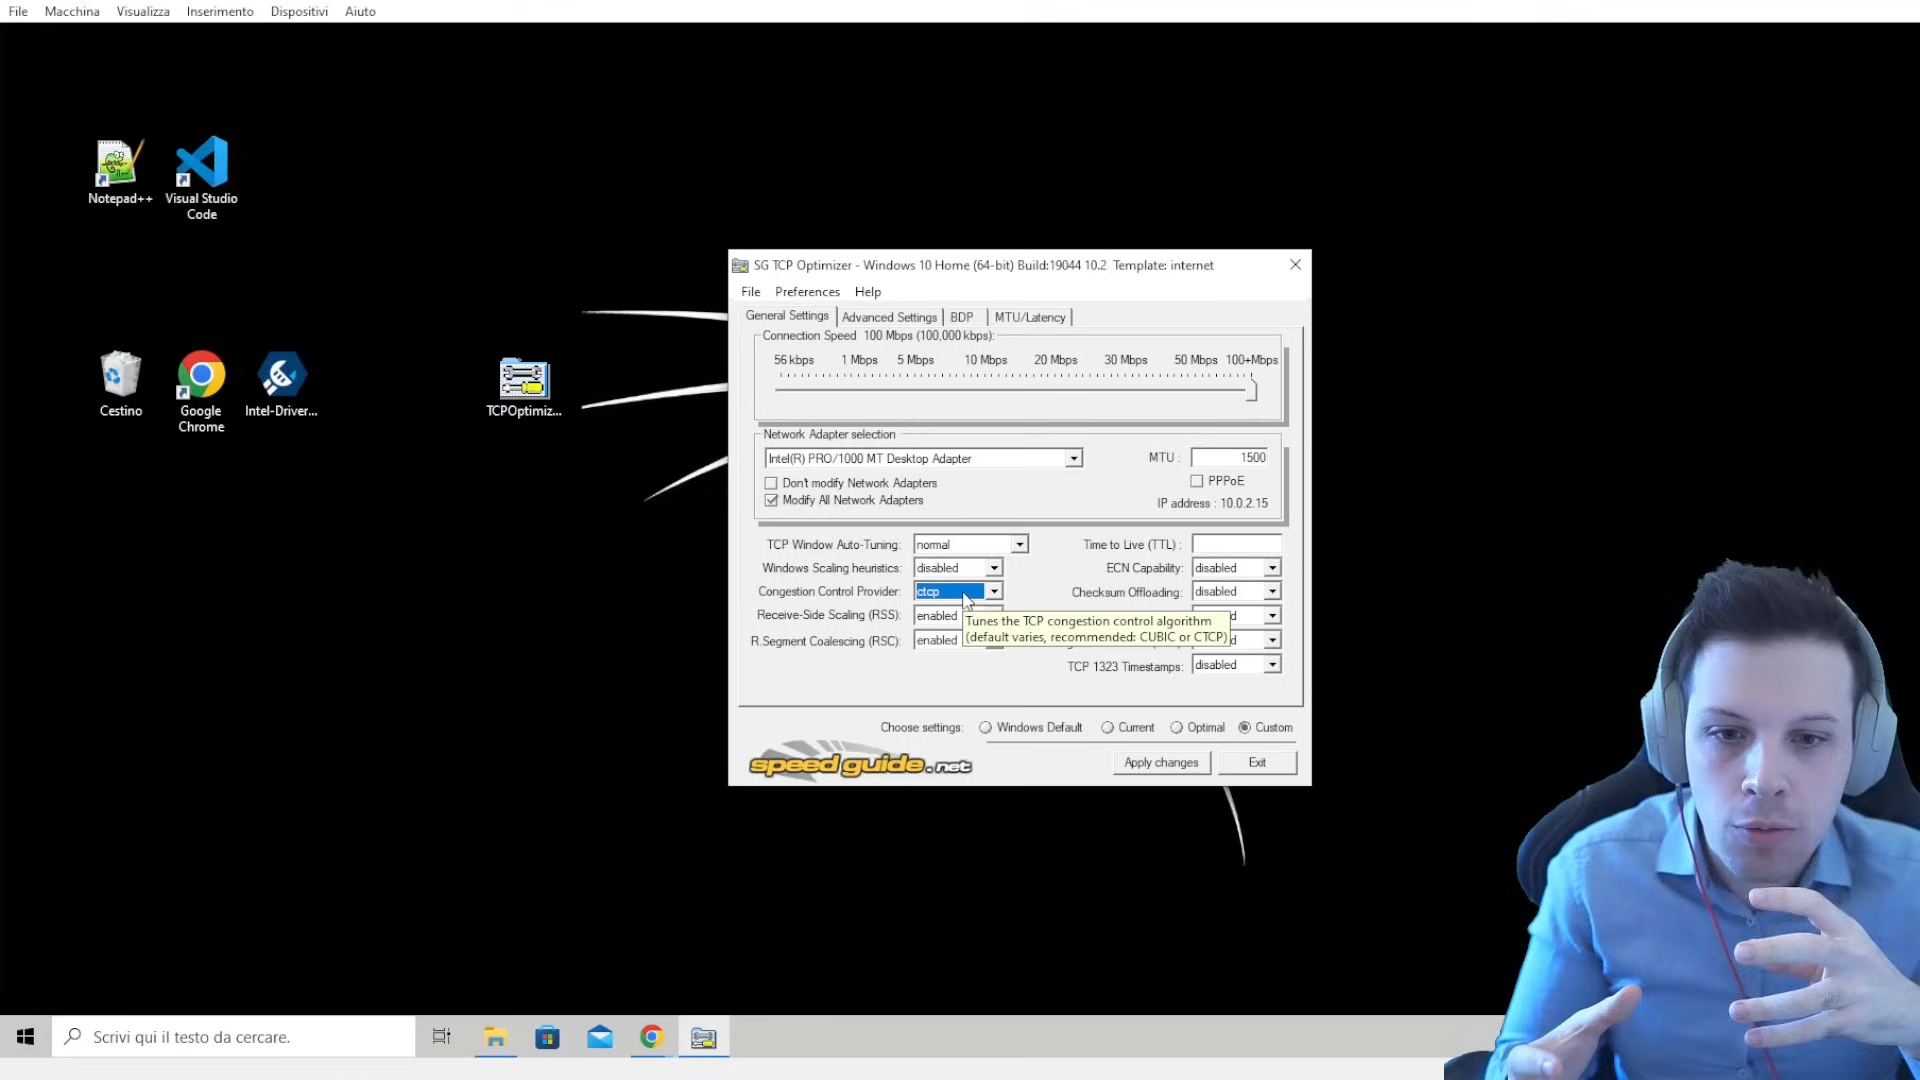 File Macchina Visualizza Inserimento Dispositivi Aiuto
Notepad++
Visual Studio
Code
Cestino
Google
Chrome
Intel-Driver...
TCPOptimiz...
SG TCP Optimizer - Windows 10 Home (64-bit) Build:19044 10.2 Template: internet
File Preferences Help
General Settings Advanced Settings BDP MTU/Latency
Connection Speed 100 Mbps (100,000 kbps):
56 kbps 1 Mbps 5 Mbps 10 Mbps 20 Mbps 30 Mbps 50 Mbps 100+Mbps
Network Adapter selection
Intel(R) PRO/1000 MT Desktop Adapter MTU : 1500
Don't modify Network Adapters PPPoE
Modify All Network Adapters IP address : 10.0.2.15
TCP Window Auto-Tuning: normal Time to Live (TTL) :
Windows Scaling heuristics: disabled ECN Capability: disabled
Congestion Control Provider: ctcp Checksum Offloading: disabled
Receive-Side Scaling (RSS): enabled
Tunes the TCP congestion control algorithm
(default varies, recommended: CUBIC or CTCP)
R.Segment Coalescing (RSC): enabled
TCP 1323 Timestamps: disabled
Choose settings: Windows Default Current Optimal Custom
speedguide.net
Apply changes Exit
Scrivi qui il testo da cercare.